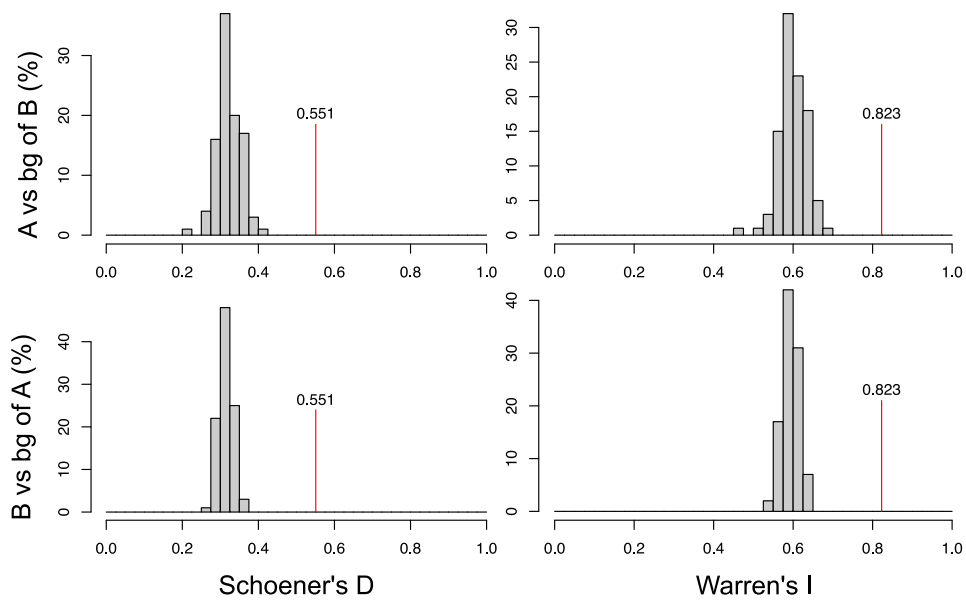 A vs bg of B (%)
0 10 20 30
0.551
0.0 0.2 0.4 0.6 0.8 1.0
0 5 10 15 20 25 30
0.823
0.0 0.2 0.4 0.6 0.8 1.0
B vs bg of A (%)
0 10 20 30 40
0.551
0.0 0.2 0.4 0.6 0.8 1.0
Schoener's D
0 10 20 30 40
0.823
0.0 0.2 0.4 0.6 0.8 1.0
Warren's I